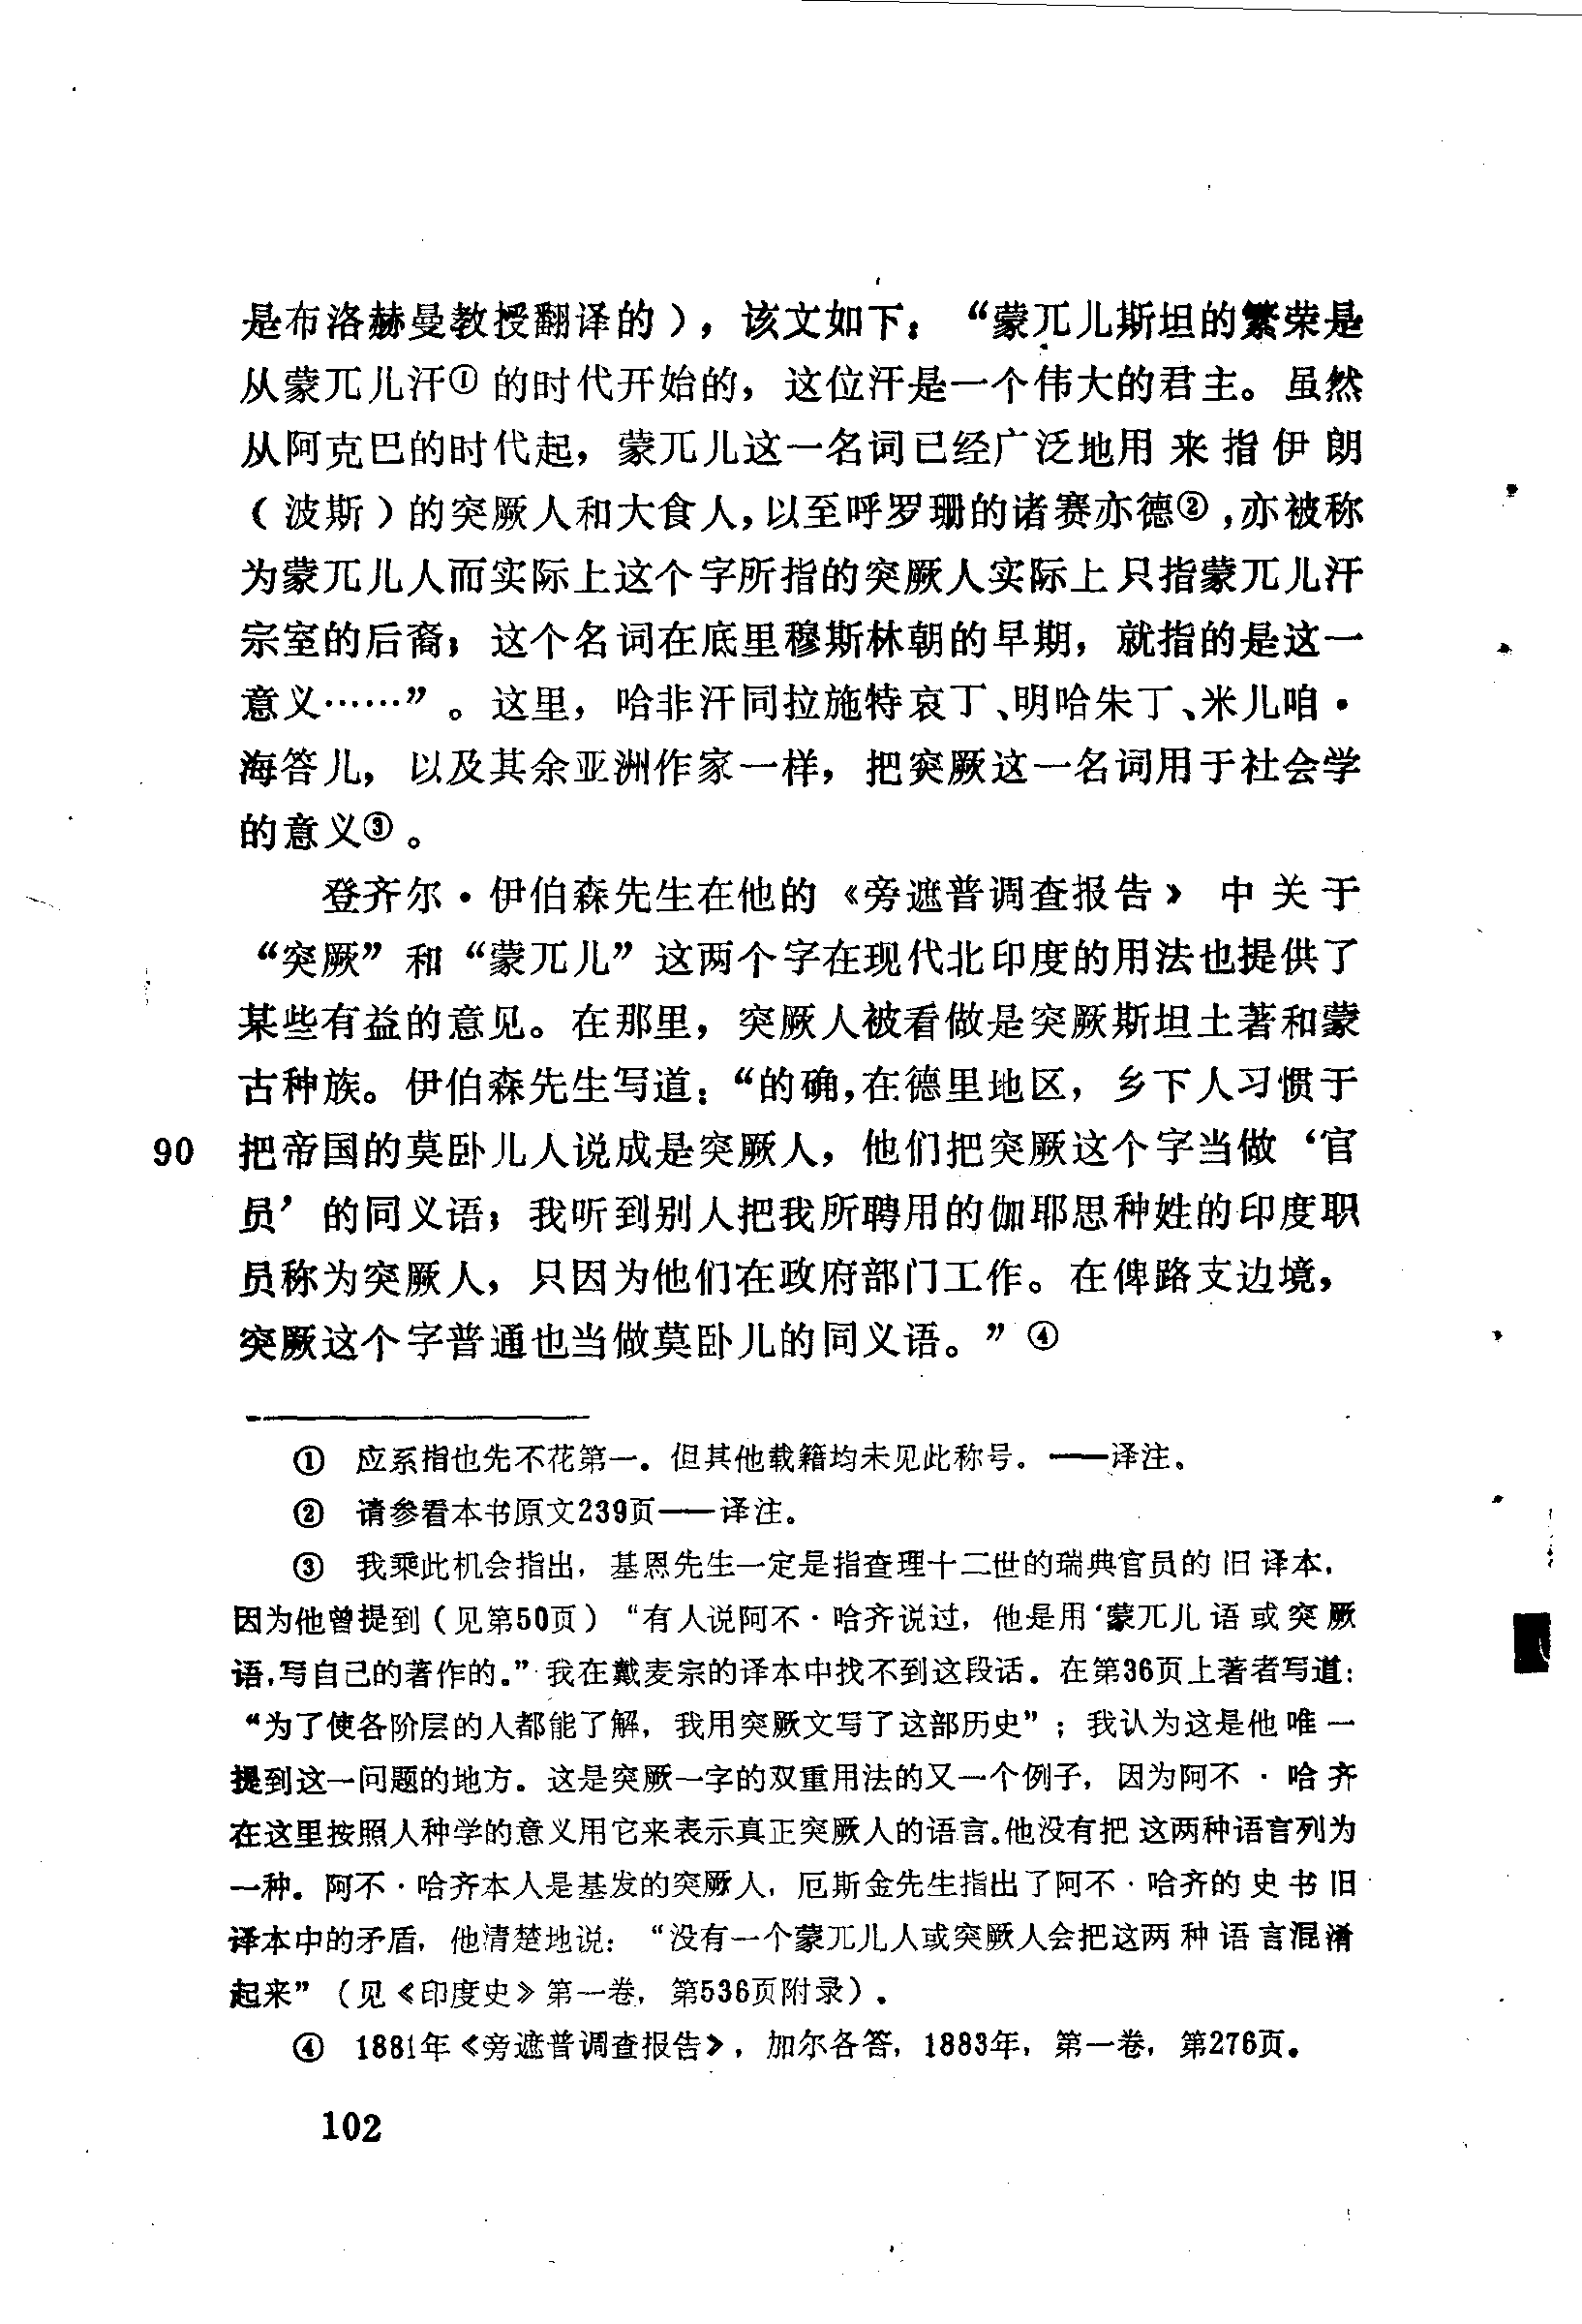 是布洛赫曼教授翻译的），该文如下：“蒙兀儿斯坦的繁荣是
从蒙兀儿汗①的时代开始的，这位汗是一个伟大的君主。虽然
从阿克巴的时代起，蒙兀儿这一名词已经广泛地用来指伊朗
（波斯）的突厥人和大食人，以至呼罗珊的诸赛亦德②，亦被称
为蒙兀儿人而实际上这个字所指的突厥人实际上只指蒙兀儿汗
宗室的后裔；这个名词在底里穆斯林朝的早期，就指的是这一
意义……”。这里，哈非汗同拉施特哀丁、明哈朱丁、米儿咱·
海答儿，以及其余亚洲作家一样，把突厥这一名词用于社会学
的意义③。
登齐尔·伊伯森先生在他的《旁遮普调查报告》中关于
“突厥”和“蒙兀儿”这两个字在现代北印度的用法也提供了
某些有益的意见。在那里，突厥人被看做是突厥斯坦土著和蒙
古种族。伊伯森先生写道：“的确，在德里地区，乡下人习惯于
90 把帝国的莫卧儿人说成是突厥人，他们把突厥这个字当做‘官
员’的同义语；我听到别人把我所聘用的伽耶思种姓的印度职
员称为突厥人，只因为他们在政府部门工作。在俾路支边境，
突厥这个字普通也当做莫卧儿的同义语。”④
① 应系指也先不花第一。但其他载籍均未见此称号。——译注。
② 请参看本书原文239页——译注。
③ 我乘此机会指出，基恩先生一定是指查理十二世的瑞典官员的旧译本，
因为他曾提到（见第50页）“有人说阿不·哈齐说过，他是用‘蒙兀儿语或突厥
语，写自己的著作的。”我在戴麦宗的译本中找不到这段话。在第36页上著者写道：
“为了使各阶层的人都能了解，我用突厥文写了这部历史”；我认为这是他唯一
提到这一问题的地方。这是突厥一字的双重用法的又一个例子，因为阿不·哈齐
在这里按照人种学的意义用它来表示真正突厥人的语言。他没有把这两种语言列为
一种。阿不·哈齐本人是基发的突厥人，厄斯金先生指出了阿不·哈齐的史书旧
译本中的矛盾，他清楚地说：“没有一个蒙兀儿人或突厥人会把这两种语言混淆
起来”（见《印度史》第一卷，第536页附录）。
④ 1881年《旁遮普调查报告》，加尔各答，1883年，第一卷，第276页。
102